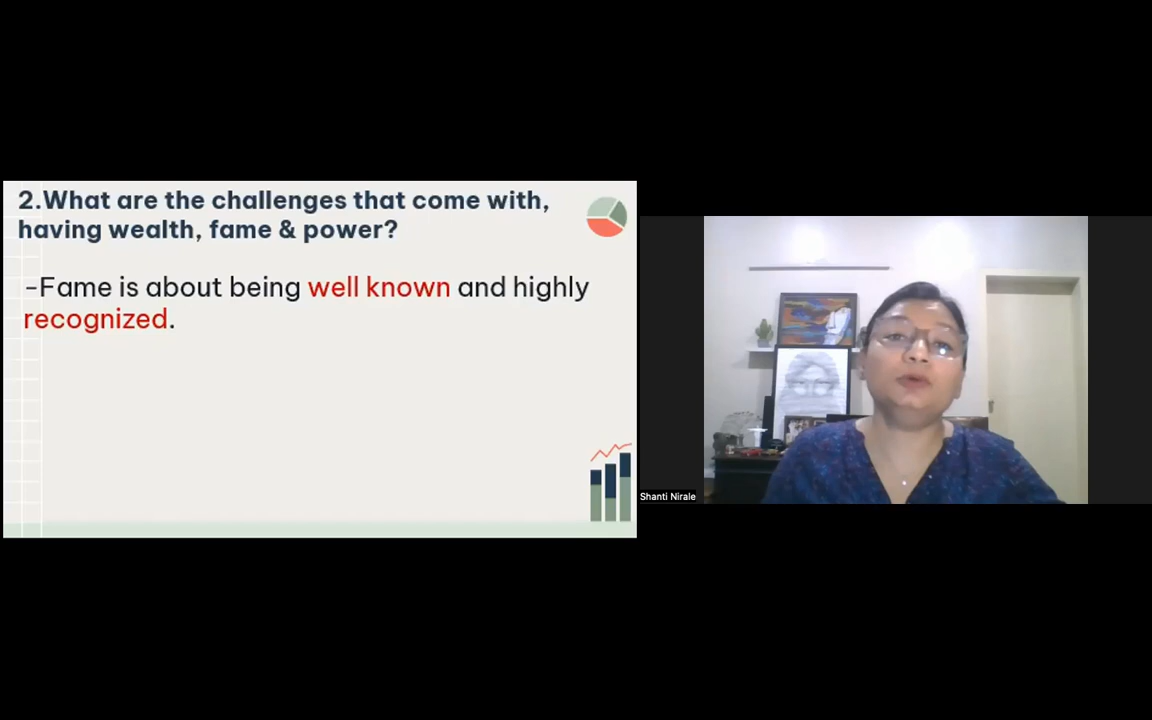 2.What are the challenges that come with,
having wealth, fame & power?
-Fame is about being well known and highly
recognized.
Shanti Nirale